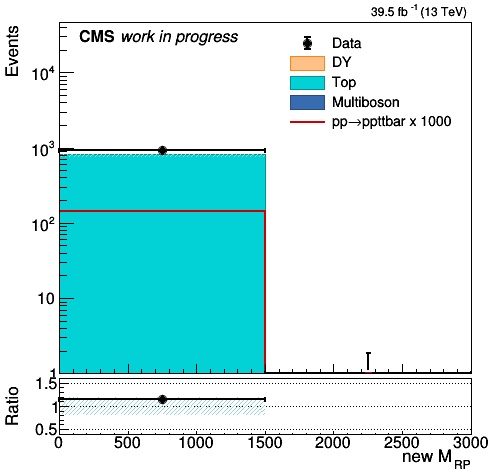 39.5 fb⁻¹ (13 TeV)
Events
CMS work in progress
Data
DY
Top
Multiboson
pp→ppttbar x 1000
10⁴
10³
10²
10
1
Ratio
1.5
1
0.5
0 500 1000 1500 2000 2500 3000
new M_RP